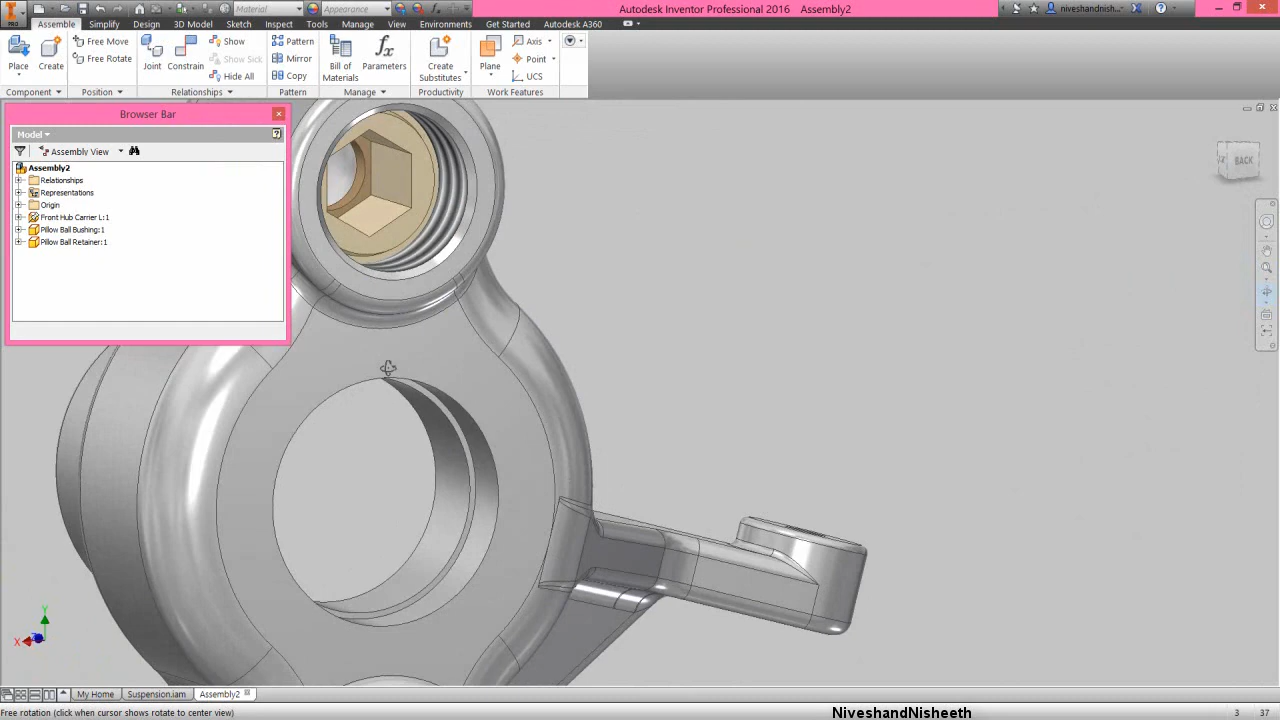 Material
Appearance
Autodesk Inventor Professional 2016 Assembly2
niveshandnish...
PRO
Assemble Simplify Design 3D Model Sketch Inspect Tools Manage View Environments Get Started Autodesk A360
Place Create Free Move Free Rotate Joint Constrain Show Show Sick Hide All Pattern Mirror Copy Bill of Materials Parameters Create Substitutes Plane Axis Point UCS
Component Position Relationships Pattern Manage Productivity Work Features
Browser Bar
Model
Assembly View
Assembly2
Relationships
Representations
Origin
Front Hub Carrier L:1
Pillow Ball Bushing:1
Pillow Ball Retainer:1
BACK
Y
X
Z
My Home Suspension.iam Assembly2
Free rotation (click when cursor shows rotate to center view)
3 37
NiveshandNisheeth